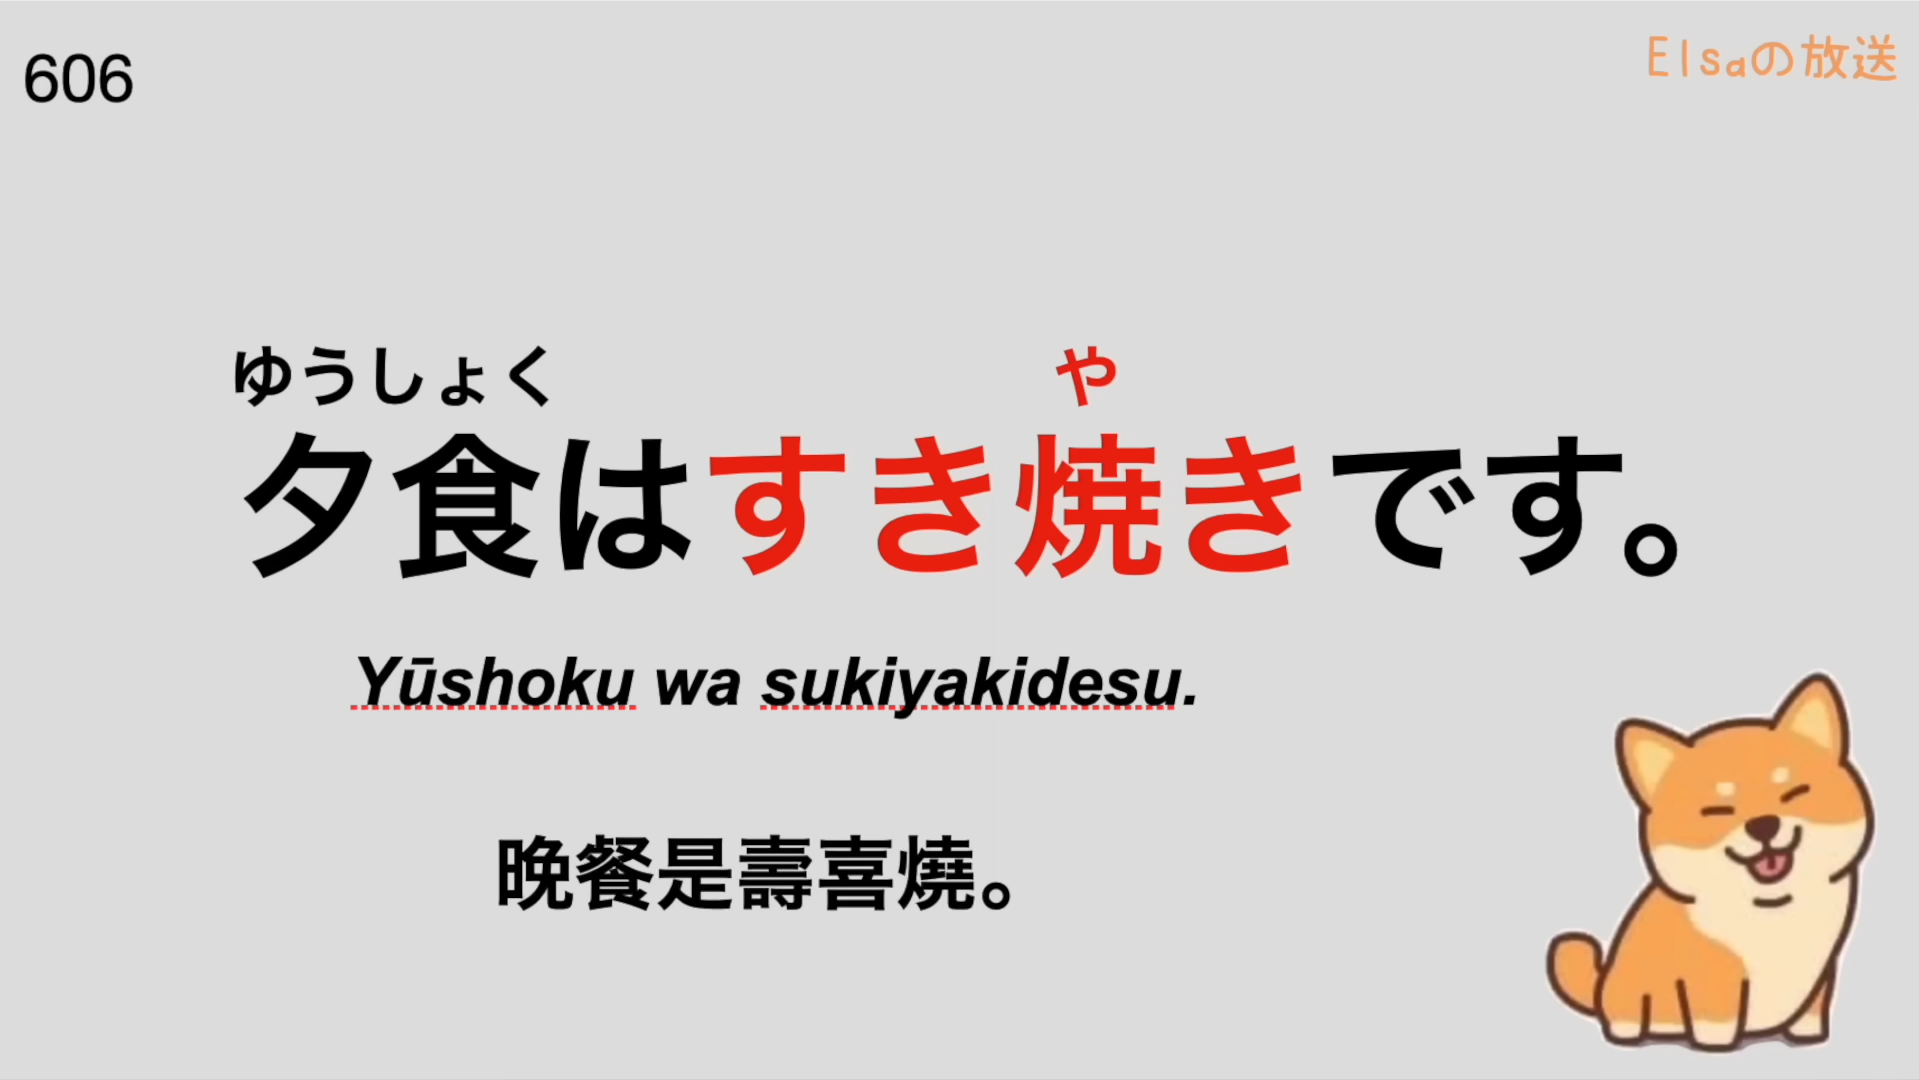 606
Elsaの放送
ゆうしょく や
夕食はすき焼きです。
Yūshoku wa sukiyakidesu.
晚餐是壽喜燒。